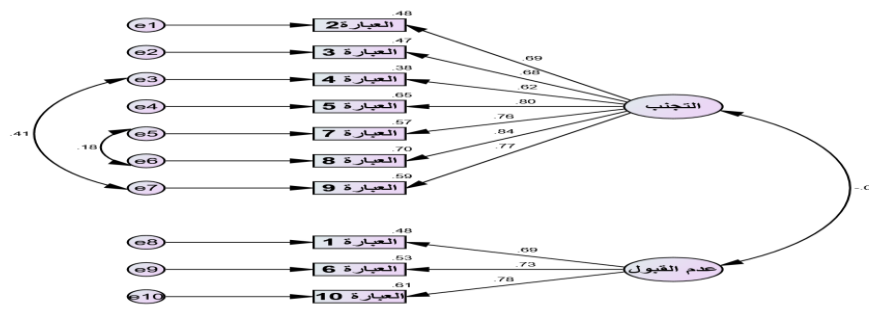 .48
e1 العبارة2
.69
.47
e2 العبارة 3
.68
.38
e3 العبارة 4
.62
.65
e4 العبارة 5
.80
التجنب
.57
e5 العبارة 7
.76
.41
.18
.70
e6 العبارة 8
.84
.59
e7 العبارة 9
.77
.48
e8 العبارة 1
.69
.53
e9 العبارة 6
.73
عدم القبول
.61
e10 العبارة 10
.78